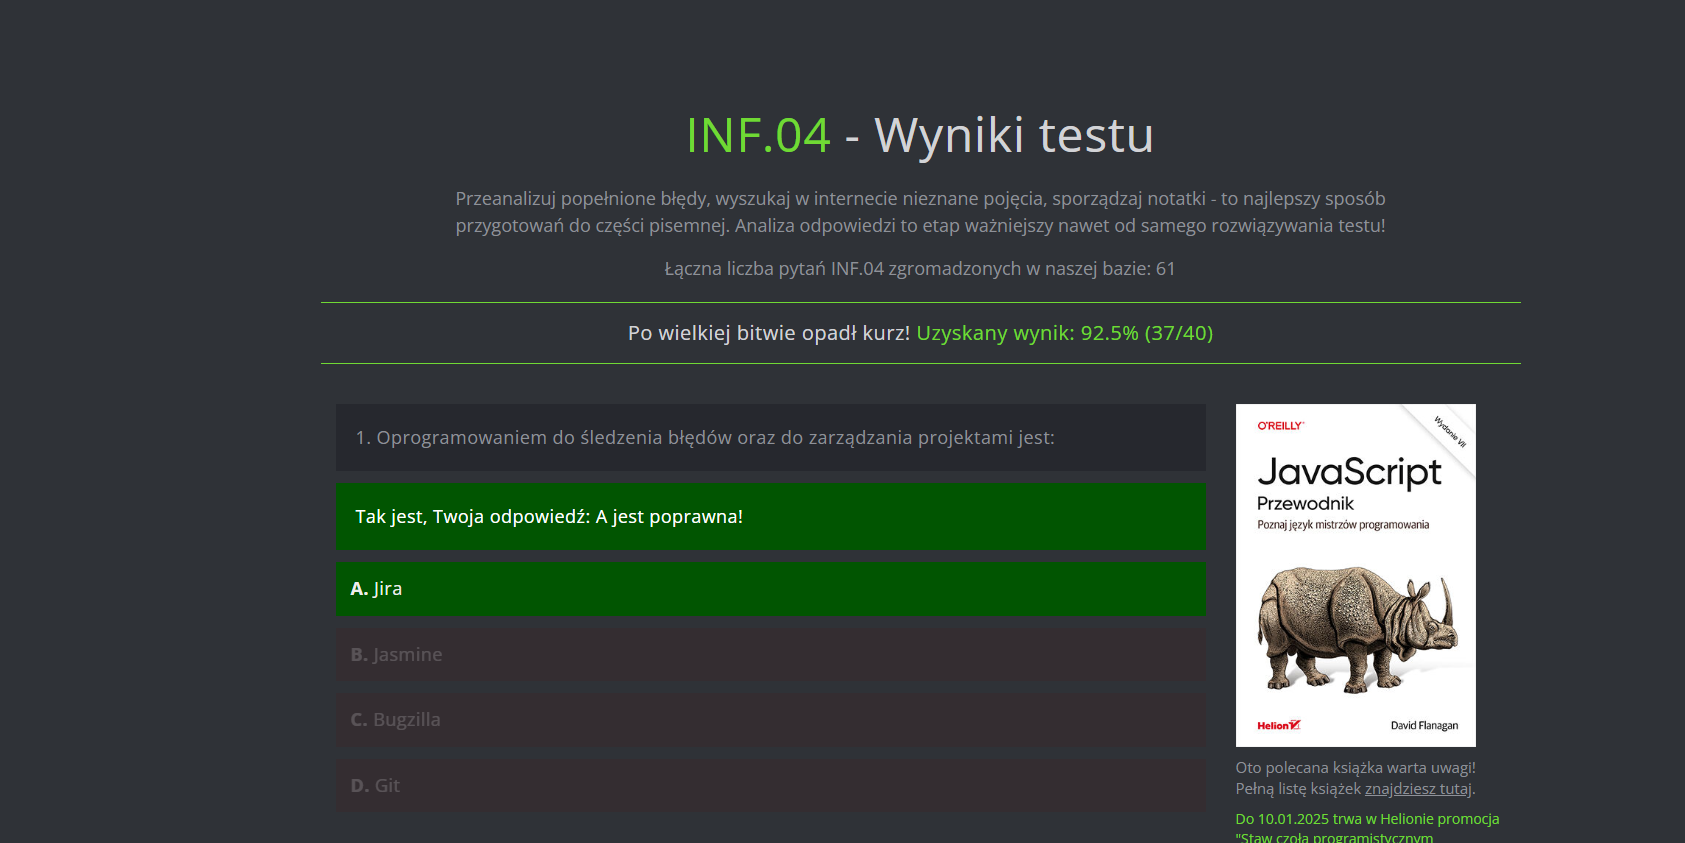 INF.04 - Wyniki testu
Przeanalizuj popełnione błędy, wyszukaj w internecie nieznane pojęcia, sporządzaj notatki - to najlepszy sposób
przygotowań do części pisemnej. Analiza odpowiedzi to etap ważniejszy nawet od samego rozwiązywania testu!
Łączna liczba pytań INF.04 zgromadzonych w naszej bazie: 61
Po wielkiej bitwie opadł kurz! Uzyskany wynik: 92.5% (37/40)
1. Oprogramowaniem do śledzenia błędów oraz do zarządzania projektami jest:
Tak jest, Twoja odpowiedź: A jest poprawna!
A. Jira
B. Jasmine
C. Bugzilla
D. Git
O'REILLY
Wydanie VII
JavaScript
Przewodnik
Poznaj język mistrzów programowania
Helion
David Flanagan
Oto polecana książka warta uwagi!
Pełną listę książek znajdziesz tutaj.
Do 10.01.2025 trwa w Helionie promocja
"Staw czoła programistycznym